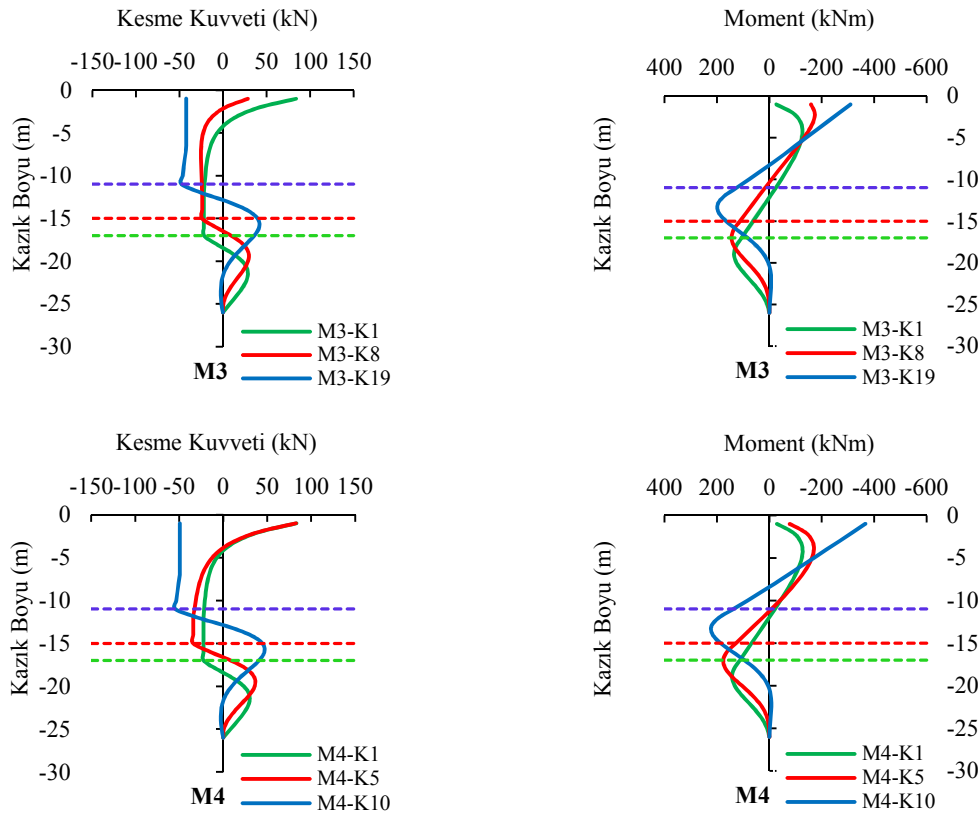 Kesme Kuvveti (kN)
-150 -100 -50 0 50 100 150
0
-5
-10
-15
-20
-25
-30
Kazık Boyu (m)
M3-K1
M3-K8
M3-K19
M3
Moment (kNm)
400 200 0 -200 -400 -600
0
-5
-10
-15
-20
-25
-30
Kazık Boyu (m)
M3-K1
M3-K8
M3-K19
M3
Kesme Kuvveti (kN)
-150 -100 -50 0 50 100 150
0
-5
-10
-15
-20
-25
-30
Kazık Boyu (m)
M4-K1
M4-K5
M4-K10
M4
Moment (kNm)
400 200 0 -200 -400 -600
0
-5
-10
-15
-20
-25
-30
Kazık Boyu (m)
M4-K1
M4-K5
M4-K10
M4